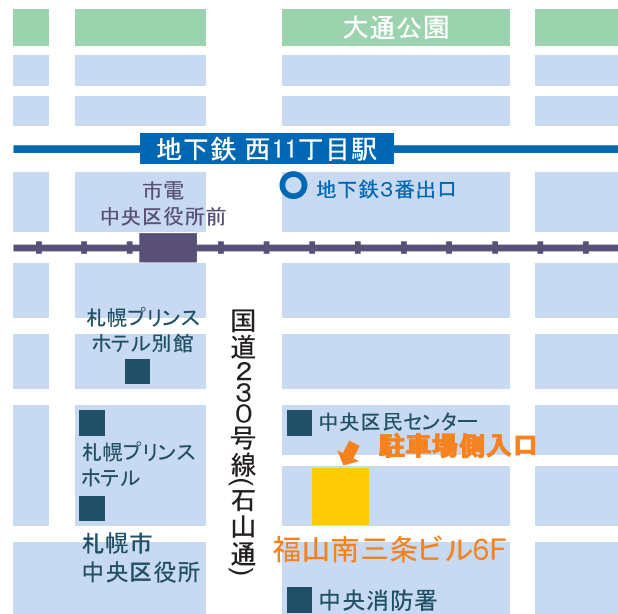 大通公園
地下鉄 西11丁目駅
市電
中央区役所前
地下鉄3番出口
札幌プリンス
ホテル別館
国道230号線(石山通)
中央区民センター
駐車場側入口
札幌プリンス
ホテル
札幌市
中央区役所
福山南三条ビル6F
中央消防署